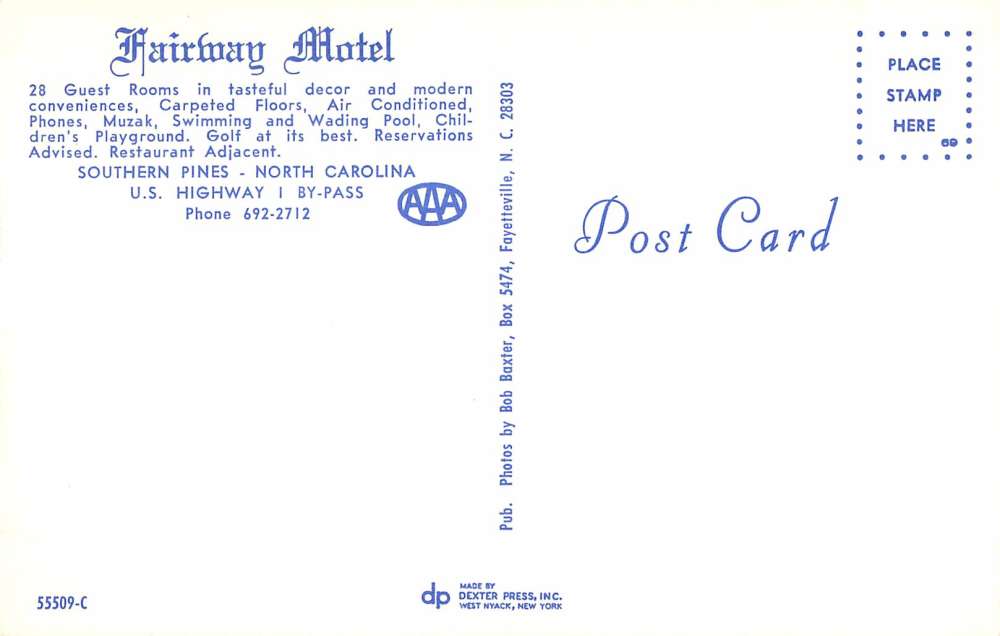 Fairway Motel
28 Guest Rooms in tasteful decor and modern
conveniences, Carpeted Floors, Air Conditioned,
Phones, Muzak, Swimming and Wading Pool, Chil-
dren's Playground. Golf at its best. Reservations
Advised. Restaurant Adjacent.
SOUTHERN PINES - NORTH CAROLINA
U.S. HIGHWAY 1 BY-PASS
Phone 692-2712
AAA
Pub. Photos by Bob Baxter, Box 5474, Fayetteville, N. C. 28303
PLACE
STAMP
HERE
69
Post Card
55509-C
dp
MADE BY
DEXTER PRESS, INC.
WEST NYACK, NEW YORK